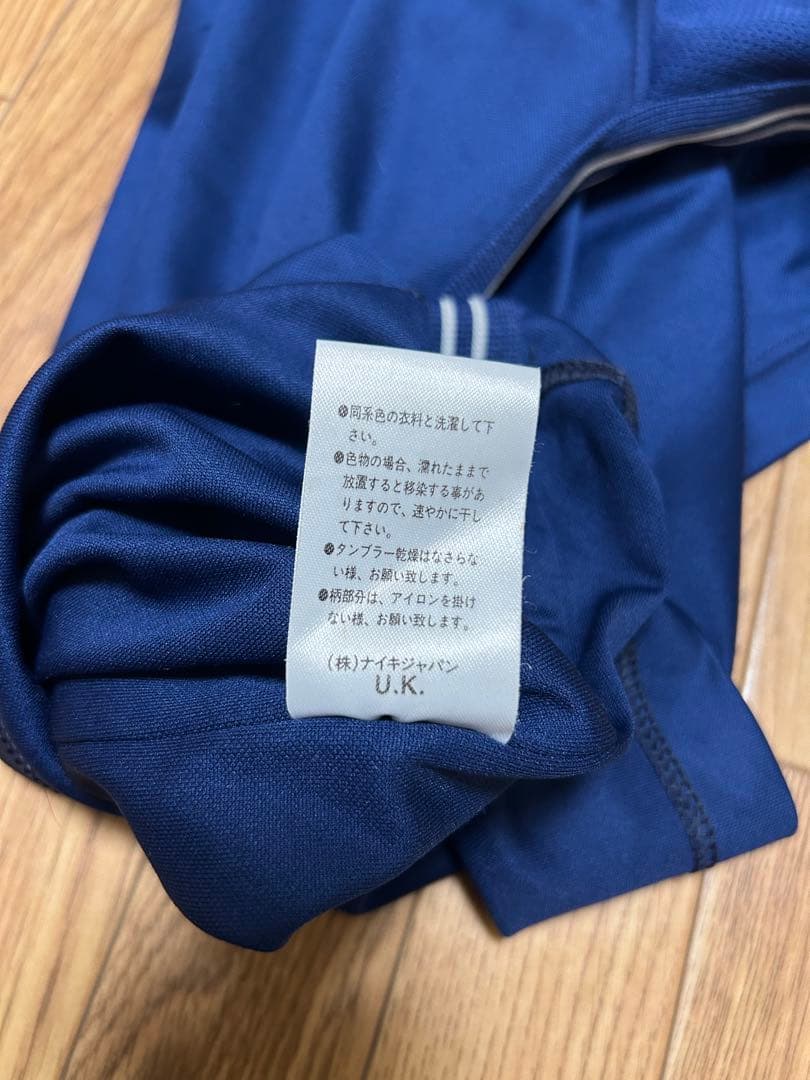 ●同系色の衣料と洗濯して下
さい。
●色物の場合、濡れたままで
放置すると移染する事があ
りますので、速やかに干し
て下さい。
●タンブラー乾燥はなさらな
い様、お願い致します。
●柄部分は、アイロンを掛け
ない様、お願い致します。
(株)ナイキジャパン
U.K.